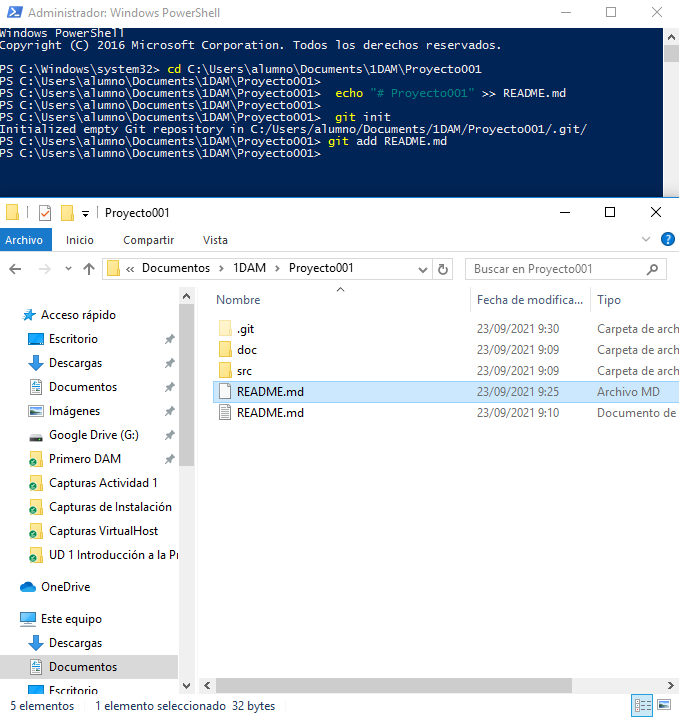 Administrador: Windows PowerShell
Windows PowerShell
Copyright (C) 2016 Microsoft Corporation. Todos los derechos reservados.
PS C:\Windows\system32> cd C:\Users\alumno\Documents\1DAM\Proyecto001
PS C:\Users\alumno\Documents\1DAM\Proyecto001>
PS C:\Users\alumno\Documents\1DAM\Proyecto001>  echo "# Proyecto001" >> README.md
PS C:\Users\alumno\Documents\1DAM\Proyecto001>
PS C:\Users\alumno\Documents\1DAM\Proyecto001>  git init
Initialized empty Git repository in C:/Users/alumno/Documents/1DAM/Proyecto001/.git/
PS C:\Users\alumno\Documents\1DAM\Proyecto001> git add README.md
PS C:\Users\alumno\Documents\1DAM\Proyecto001>
Proyecto001
Archivo Inicio Compartir Vista
« Documentos > 1DAM > Proyecto001 Buscar en Proyecto001
Nombre Fecha de modifica... Tipo
Acceso rápido
Escritorio
Descargas
Documentos
Imágenes
Google Drive (G:)
Primero DAM
Capturas Actividad 1
Capturas de Instalación
Capturas VirtualHost
UD 1 Introducción a la Pr
OneDrive
Este equipo
Descargas
Documentos
Escritorio
.git 23/09/2021 9:30 Carpeta de arch
doc 23/09/2021 9:09 Carpeta de arch
src 23/09/2021 9:09 Carpeta de arch
README.md 23/09/2021 9:25 Archivo MD
README.md 23/09/2021 9:10 Documento de
5 elementos 1 elemento seleccionado 32 bytes